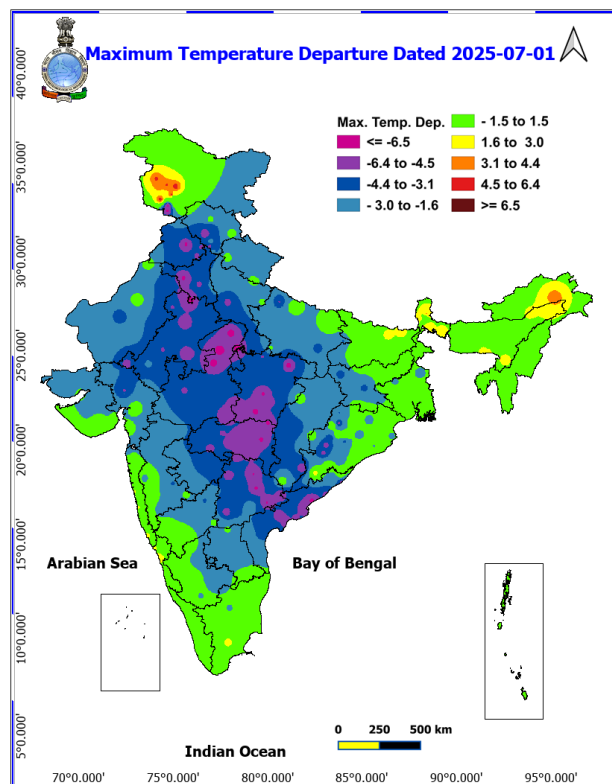 Maximum Temperature Departure Dated 2025-07-01
Max. Temp. Dep.
<= -6.5
-6.4 to -4.5
-4.4 to -3.1
- 3.0 to -1.6
- 1.5 to 1.5
1.6 to 3.0
3.1 to 4.4
4.5 to 6.4
>= 6.5
40°0.000'
35°0.000'
30°0.000'
25°0.000'
20°0.000'
15°0.000'
10°0.000'
5°0.000'
Arabian Sea
Bay of Bengal
Indian Ocean
0 250 500 km
70°0.000' 75°0.000' 80°0.000' 85°0.000' 90°0.000' 95°0.000'